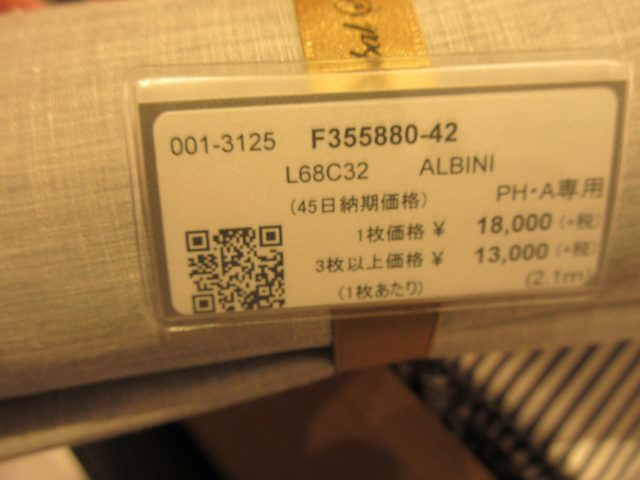 001-3125 F355880-42
L68C32 ALBINI
PH・A専用
(45日納期価格)
1枚価格 ¥ 18,000 (+税)
3枚以上価格 ¥ 13,000 (+税)
(1枚あたり) (2.1m)